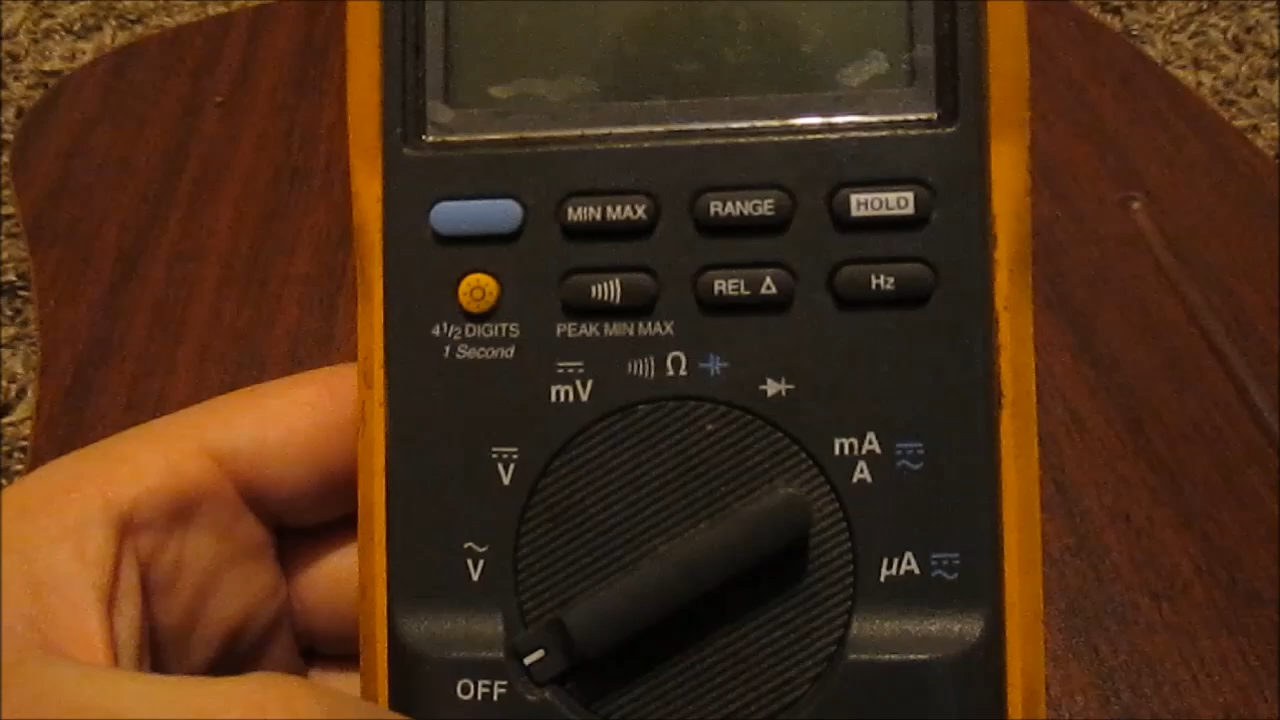 MIN MAX
RANGE
HOLD
REL Δ
Hz
4½ DIGITS
1 Second
PEAK MIN MAX
mV
Ω
V
mA
A
V
µA
OFF